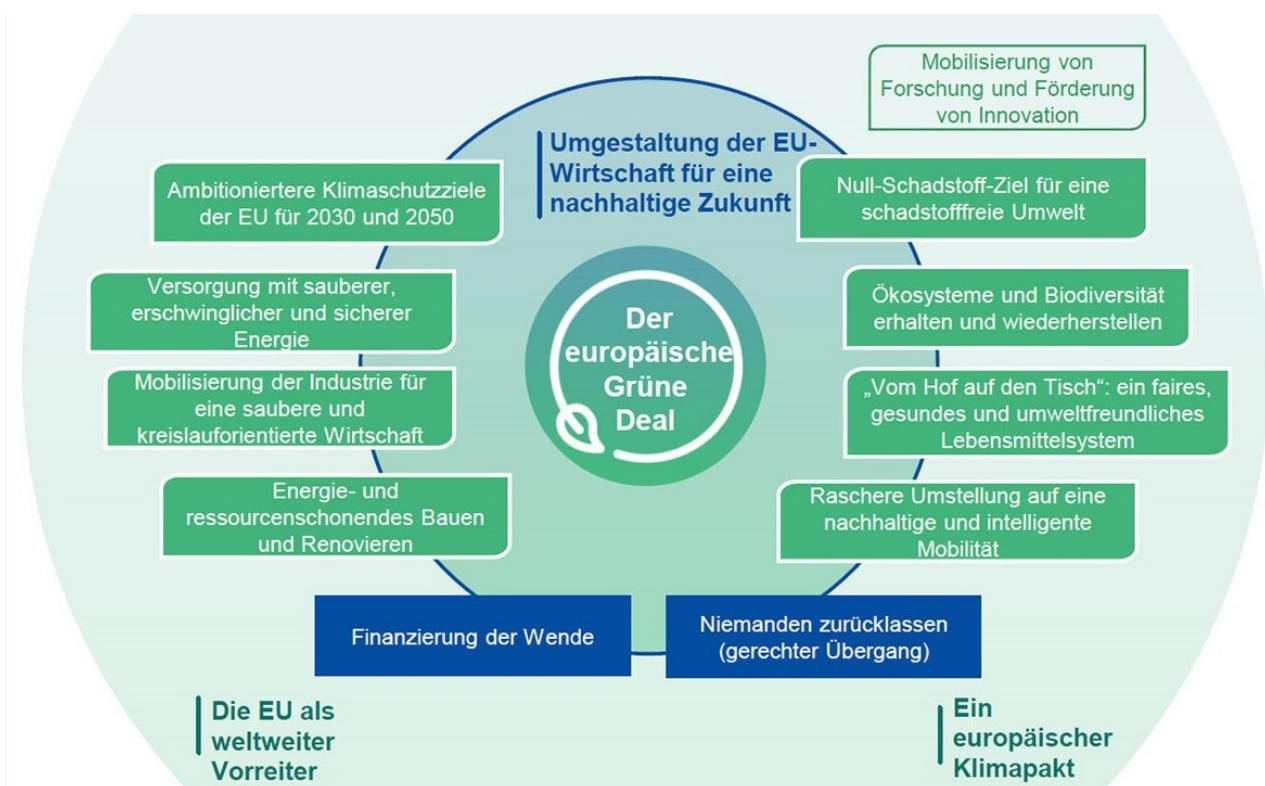 Mobilisierung von
Forschung und Förderung
von Innovation
Umgestaltung der EU-
Wirtschaft für eine
nachhaltige Zukunft
Ambitioniertere Klimaschutzziele
der EU für 2030 und 2050
Null-Schadstoff-Ziel für eine
schadstofffreie Umwelt
Versorgung mit sauberer,
erschwinglicher und sicherer
Energie
Ökosysteme und Biodiversität
erhalten und wiederherstellen
Der
europäische
Grüne
Deal
Mobilisierung der Industrie für
eine saubere und
kreislauforientierte Wirtschaft
„Vom Hof auf den Tisch“: ein faires,
gesundes und umweltfreundliches
Lebensmittelsystem
Energie- und
ressourcenschonendes Bauen
und Renovieren
Raschere Umstellung auf eine
nachhaltige und intelligente
Mobilität
Finanzierung der Wende
Niemanden zurücklassen
(gerechter Übergang)
Die EU als
weltweiter
Vorreiter
Ein
europäischer
Klimapakt